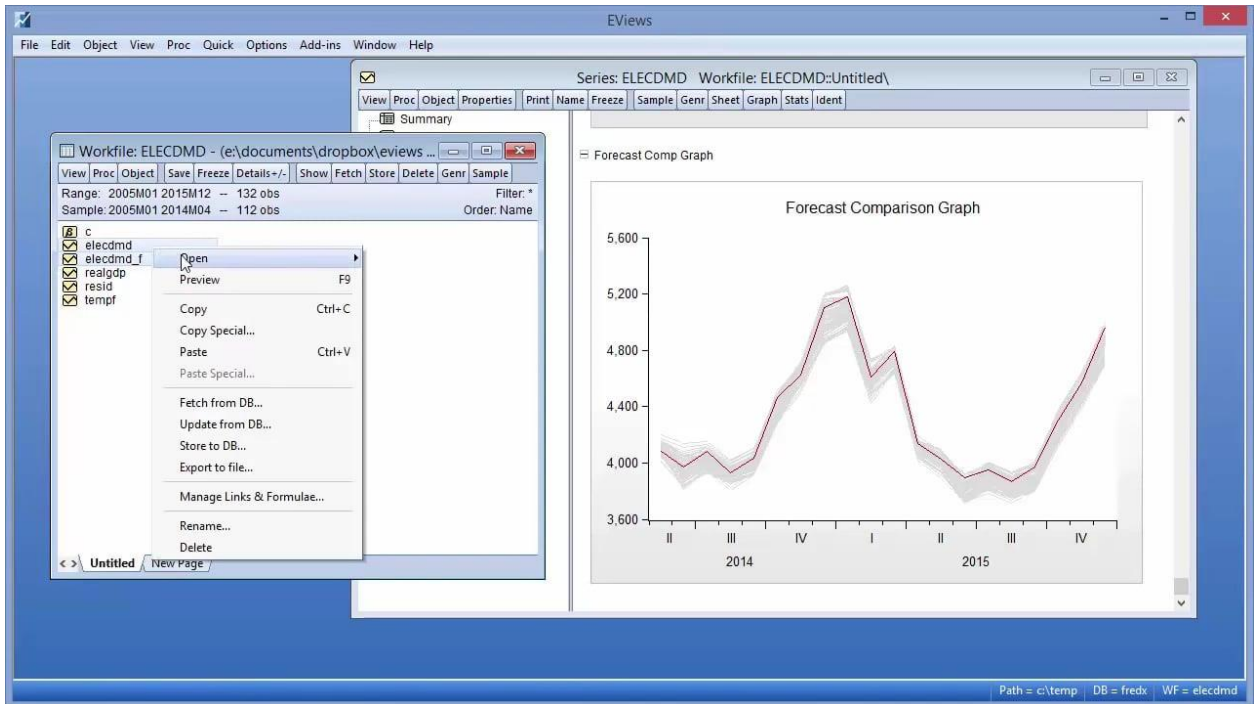 EViews
File Edit Object View Proc Quick Options Add-ins Window Help
Series: ELECDMD Workfile: ELECDMD::Untitled\
View Proc Object Properties Print Name Freeze Sample Genr Sheet Graph Stats Ident
Summary
Forecast Comp Graph
Forecast Comparison Graph
5,600
5,200
4,800
4,400
4,000
3,600
II III IV I II III IV
2014 2015
Workfile: ELECDMD - (e:\documents\dropbox\eviews ...
View Proc Object Save Freeze Details+/- Show Fetch Store Delete Genr Sample
Range: 2005M01 2015M12 -- 132 obs Filter: *
Sample: 2005M01 2014M04 -- 112 obs Order: Name
c
elecdmd
elecdmd_f
realgdp
resid
tempf
Open
Preview F9
Copy Ctrl+C
Copy Special...
Paste Ctrl+V
Paste Special...
Fetch from DB...
Update from DB...
Store to DB...
Export to file...
Manage Links & Formulae...
Rename...
Delete
< > Untitled New Page
Path = c:\temp DB = fredx WF = elecdmd